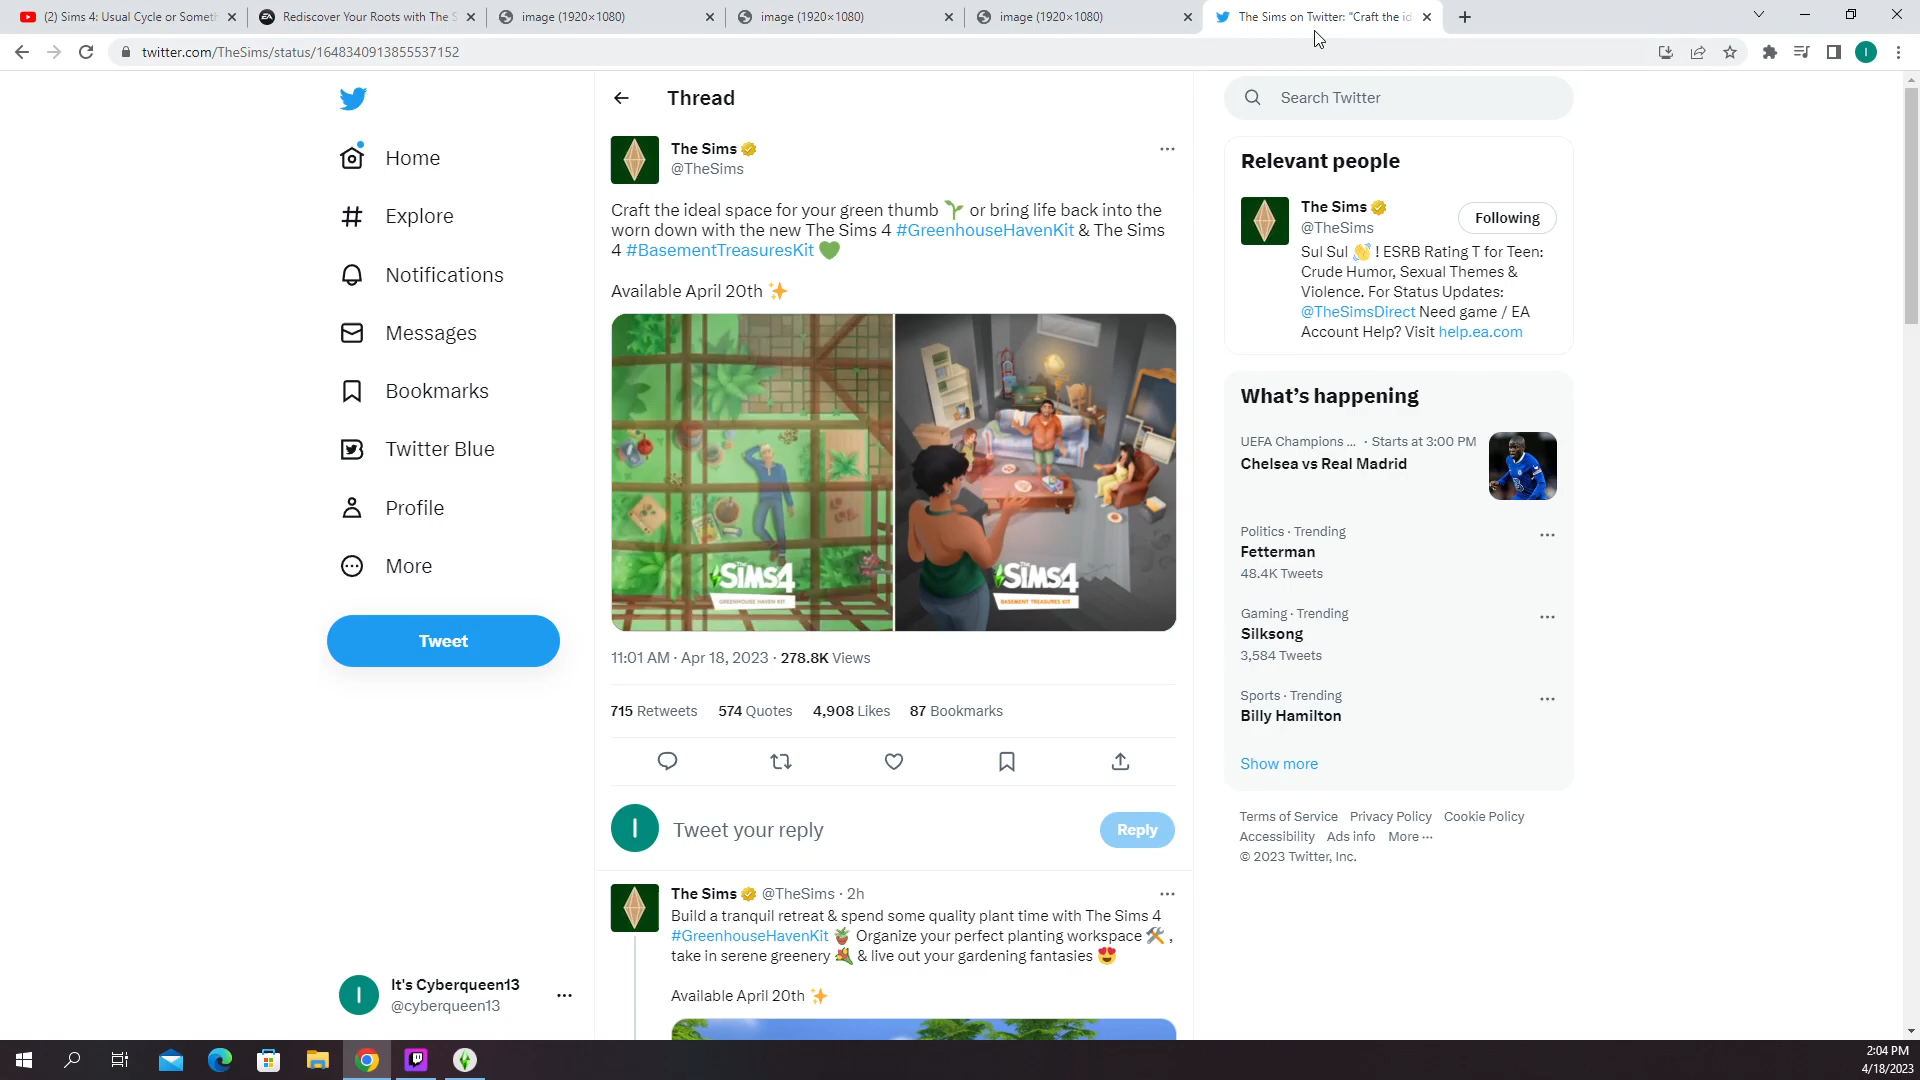 (2) Sims 4: Usual Cycle or Somet
Rediscover Your Roots with The S
image (1920×1080)
image (1920×1080)
image (1920×1080)
The Sims on Twitter: "Craft the id
twitter.com/TheSims/status/1648340913855537152
I
Home
Explore
Notifications
Messages
Bookmarks
Twitter Blue
Profile
More
Tweet
It's Cyberqueen13
@cyberqueen13
I
Thread
The Sims
@TheSims
Craft the ideal space for your green thumb 🌱 or bring life back into the
worn down with the new The Sims 4 #GreenhouseHavenKit & The Sims
4 #BasementTreasuresKit 💚
Available April 20th ✨
The SIMS4
GREENHOUSE HAVEN KIT
The SIMS4
BASEMENT TREASURES KIT
11:01 AM · Apr 18, 2023 · 278.8K Views
715 Retweets 574 Quotes 4,908 Likes 87 Bookmarks
I
Tweet your reply
Reply
The Sims @TheSims · 2h
Build a tranquil retreat & spend some quality plant time with The Sims 4
#GreenhouseHavenKit 🪴 Organize your perfect planting workspace 🛠️ ,
take in serene greenery 💐 & live out your gardening fantasies 😍
Available April 20th ✨
Search Twitter
Relevant people
The Sims
@TheSims
Following
Sul Sul 👋 ! ESRB Rating T for Teen:
Crude Humor, Sexual Themes &
Violence. For Status Updates:
@TheSimsDirect Need game / EA
Account Help? Visit help.ea.com
What's happening
UEFA Champions ... · Starts at 3:00 PM
Chelsea vs Real Madrid
Politics · Trending
Fetterman
48.4K Tweets
Gaming · Trending
Silksong
3,584 Tweets
Sports · Trending
Billy Hamilton
Show more
Terms of Service Privacy Policy Cookie Policy
Accessibility Ads info More ···
© 2023 Twitter, Inc.
2:04 PM
4/18/2023